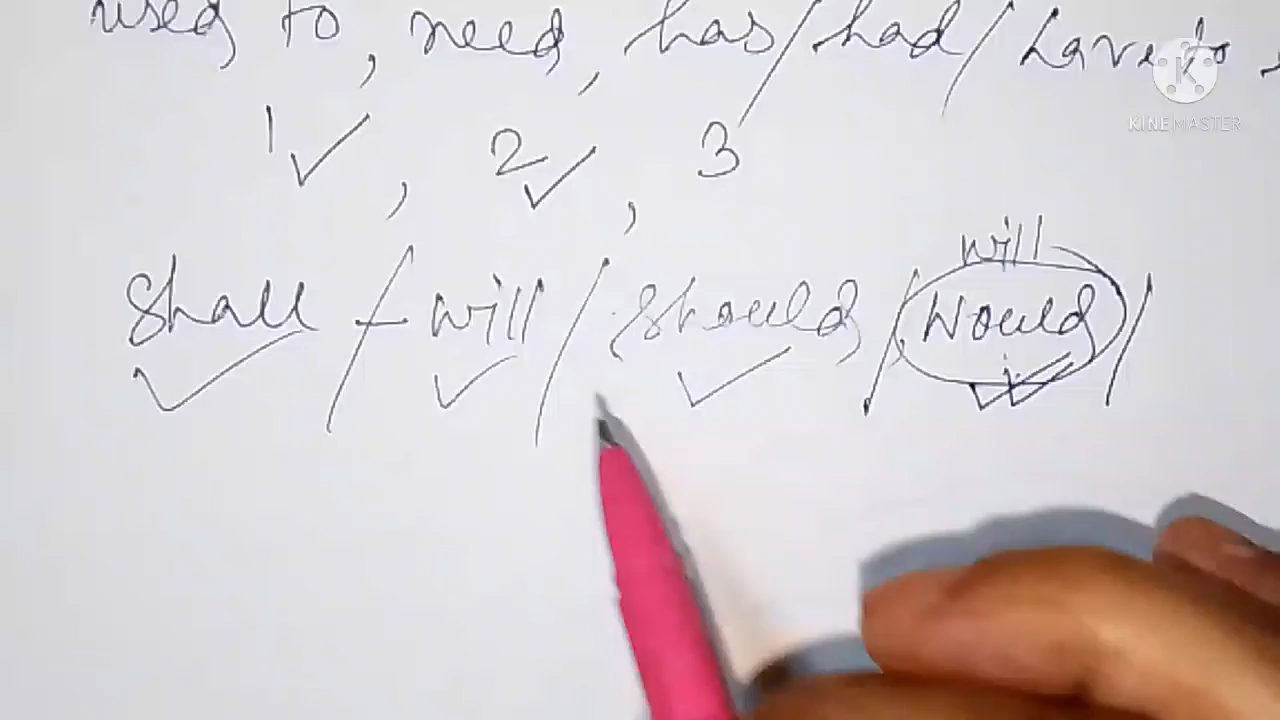 used to, need, has/had/have to
KINEMASTER
1 ✓, 2 ✓, 3
will
Shall / will / Should / Would /